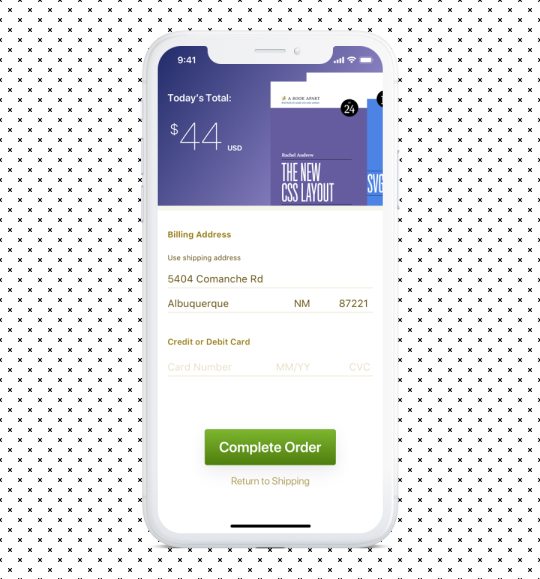 9:41
Today's Total:
$44 USD
A BOOK APART
24
Rachel Andrew
THE NEW
CSS LAYOUT
SVG
Billing Address
Use shipping address
5404 Comanche Rd
Albuquerque NM 87221
Credit or Debit Card
Card Number MM/YY CVC
Complete Order
Return to Shipping